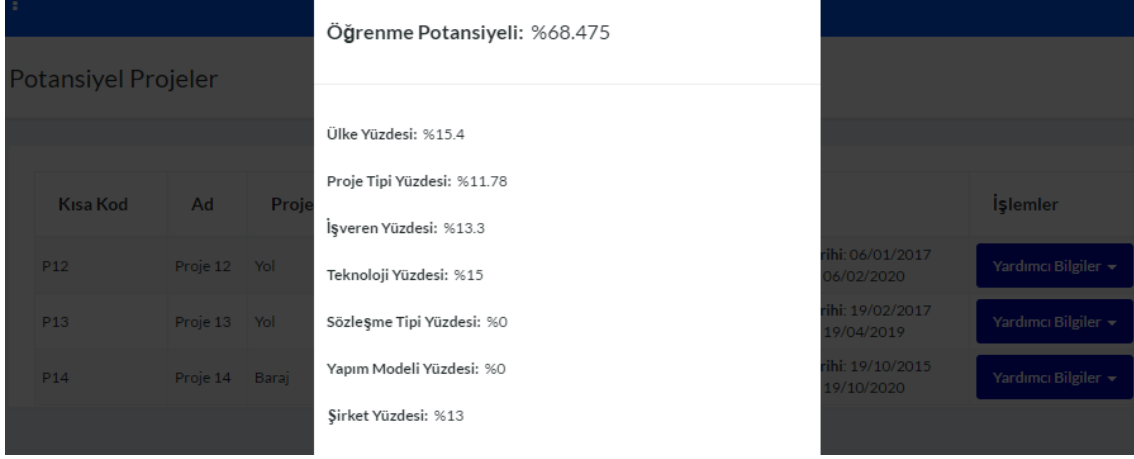 Öğrenme Potansiyeli: %68.475
Potansiyel Projeler
Ülke Yüzdesi: %15.4
Proje Tipi Yüzdesi: %11.78
İşveren Yüzdesi: %13.3
Teknoloji Yüzdesi: %15
Sözleşme Tipi Yüzdesi: %0
Yapım Modeli Yüzdesi: %0
Şirket Yüzdesi: %13
Kısa Kod Ad Proje İşlemler
P12 Proje 12 Yol rihi: 06/01/2017 Yardımcı Bilgiler
06/02/2020
P13 Proje 13 Yol rihi: 19/02/2017 Yardımcı Bilgiler
19/04/2019
P14 Proje 14 Baraj rihi: 19/10/2015 Yardımcı Bilgiler
19/10/2020